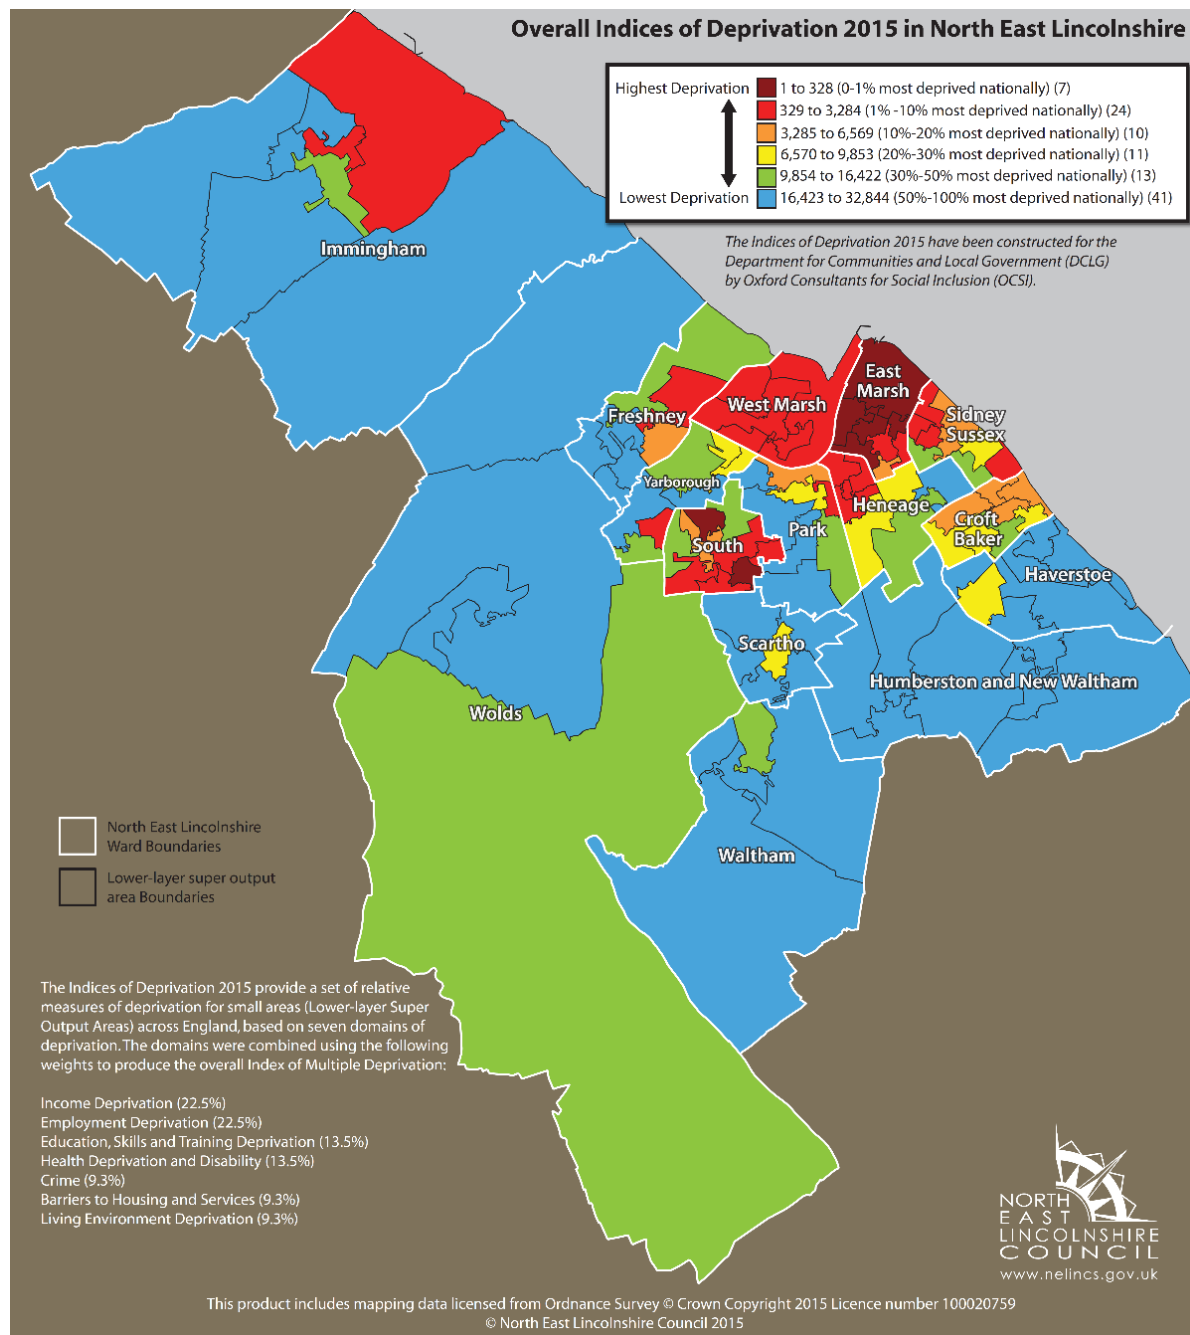 Overall Indices of Deprivation 2015 in North East Lincolnshire
Highest Deprivation
1 to 328 (0-1% most deprived nationally) (7)
329 to 3,284 (1% -10% most deprived nationally) (24)
3,285 to 6,569 (10%-20% most deprived nationally) (10)
6,570 to 9,853 (20%-30% most deprived nationally) (11)
9,854 to 16,422 (30%-50% most deprived nationally) (13)
Lowest Deprivation
16,423 to 32,844 (50%-100% most deprived nationally) (41)
The Indices of Deprivation 2015 have been constructed for the
Department for Communities and Local Government (DCLG)
by Oxford Consultants for Social Inclusion (OCSI).
Immingham
East
Marsh
West Marsh
Freshney
Sidney
Sussex
Yarborough
Heneage
Park
Croft
Baker
South
Haverstoe
Scartho
Humberston and New Waltham
Wolds
Waltham
North East Lincolnshire
Ward Boundaries
Lower-layer super output
area Boundaries
The Indices of Deprivation 2015 provide a set of relative
measures of deprivation for small areas (Lower-layer Super
Output Areas) across England, based on seven domains of
deprivation. The domains were combined using the following
weights to produce the overall Index of Multiple Deprivation:
Income Deprivation (22.5%)
Employment Deprivation (22.5%)
Education, Skills and Training Deprivation (13.5%)
Health Deprivation and Disability (13.5%)
Crime (9.3%)
Barriers to Housing and Services (9.3%)
Living Environment Deprivation (9.3%)
NORTH
EAST
LINCOLNSHIRE
COUNCIL
www.nelincs.gov.uk
This product includes mapping data licensed from Ordnance Survey © Crown Copyright 2015 Licence number 100020759
© North East Lincolnshire Council 2015